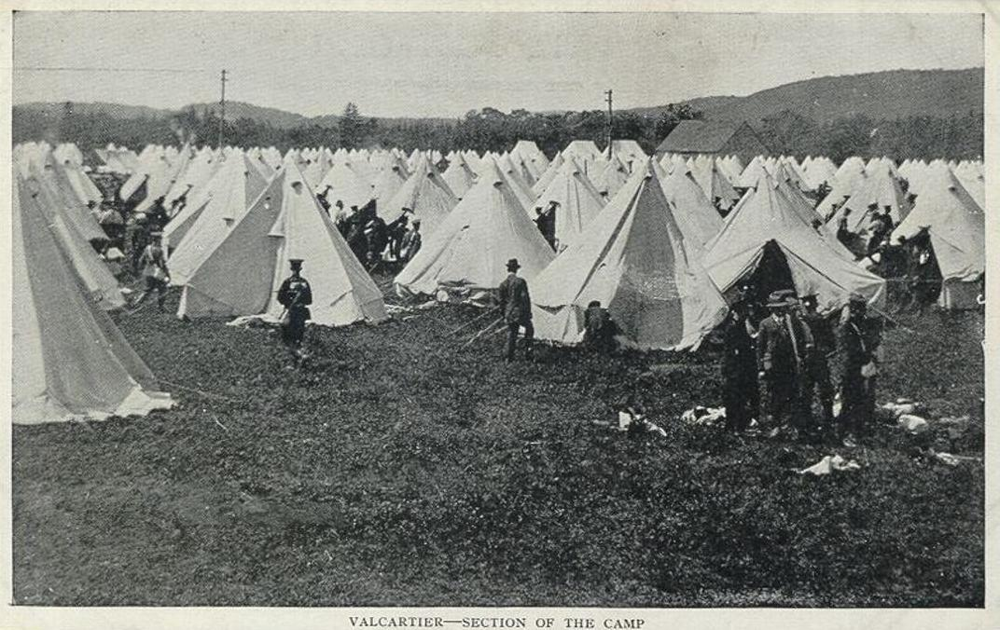 VALCARTIER—SECTION OF THE CAMP